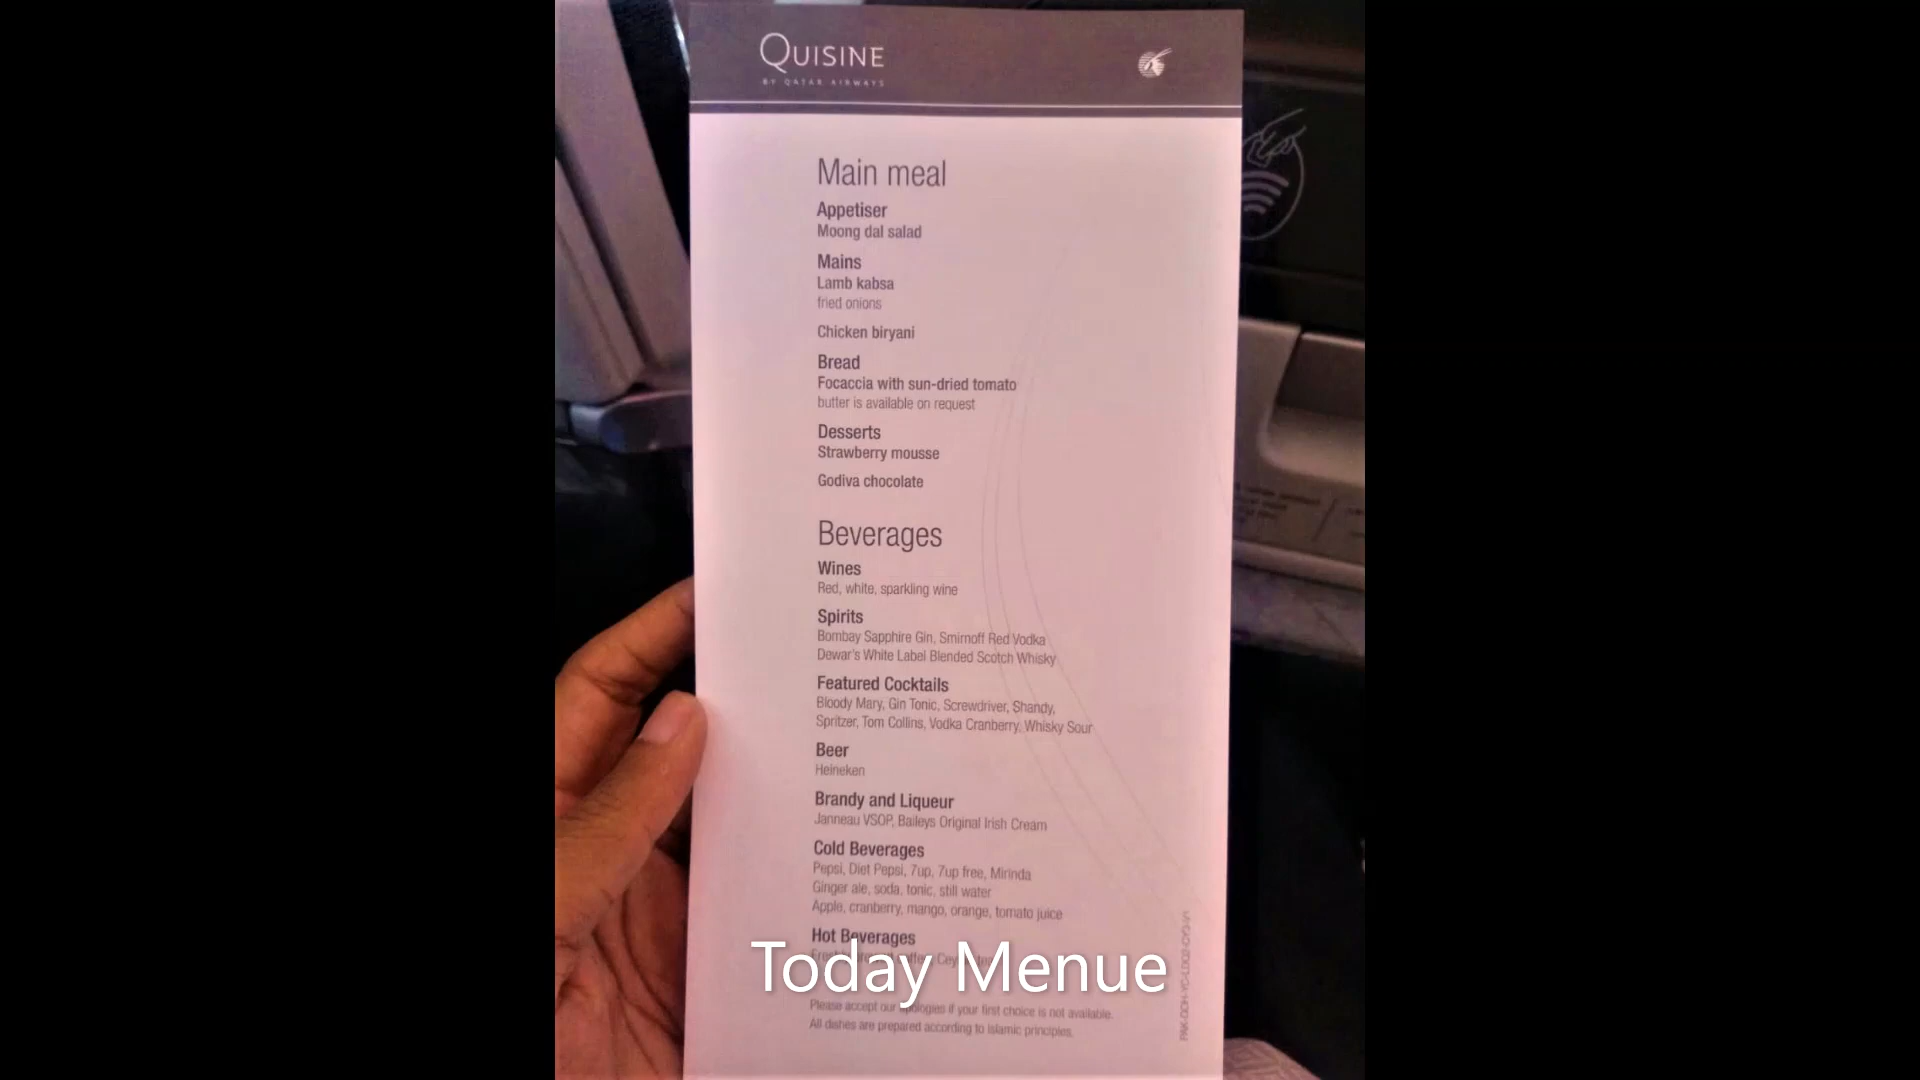 QUISINE
BY QATAR AIRWAYS
Main meal
Appetiser
Moong dal salad
Mains
Lamb kabsa
fried onions
Chicken biryani
Bread
Focaccia with sun-dried tomato
butter is available on request
Desserts
Strawberry mousse
Godiva chocolate
Beverages
Wines
Red, white, sparkling wine
Spirits
Bombay Sapphire Gin, Smirnoff Red Vodka
Dewar's White Label Blended Scotch Whisky
Featured Cocktails
Bloody Mary, Gin Tonic, Screwdriver, Shandy,
Spritzer, Tom Collins, Vodka Cranberry, Whisky Sour
Beer
Heineken
Brandy and Liqueur
Janneau VSOP, Baileys Original Irish Cream
Cold Beverages
Pepsi, Diet Pepsi, 7up, 7up free, Mirinda
Ginger ale, soda, tonic, still water
Apple, cranberry, mango, orange, tomato juice
Hot Beverages
Today Menue
Please accept our apologies if your first choice is not available.
All dishes are prepared according to Islamic principles.